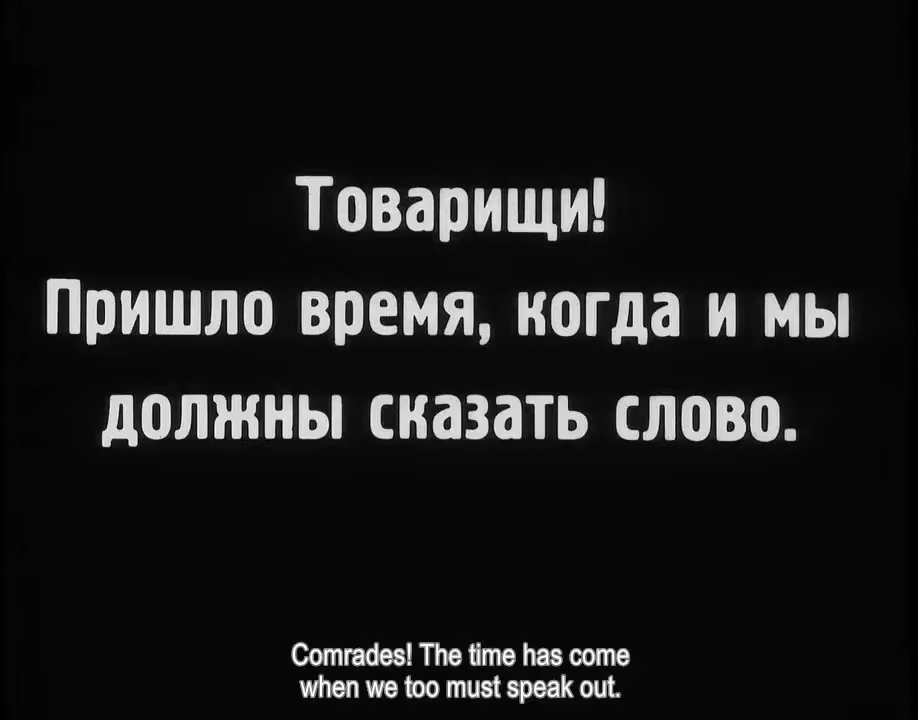 Товарищи!
Пришло время, когда и мы
должны сказать слово.
Comrades! The time has come
when we too must speak out.